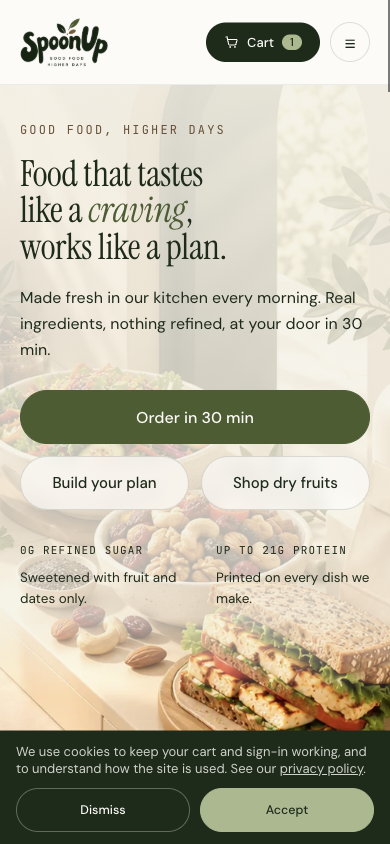 SpoonUp
GOOD FOOD
HIGHER DAYS
Cart 1
GOOD FOOD, HIGHER DAYS
Food that tastes
like a craving,
works like a plan.
Made fresh in our kitchen every morning. Real
ingredients, nothing refined, at your door in 30
min.
Order in 30 min
Build your plan
Shop dry fruits
0G REFINED SUGAR
Sweetened with fruit and
dates only.
UP TO 21G PROTEIN
Printed on every dish we
make.
We use cookies to keep your cart and sign-in working, and
to understand how the site is used. See our privacy policy.
Dismiss
Accept